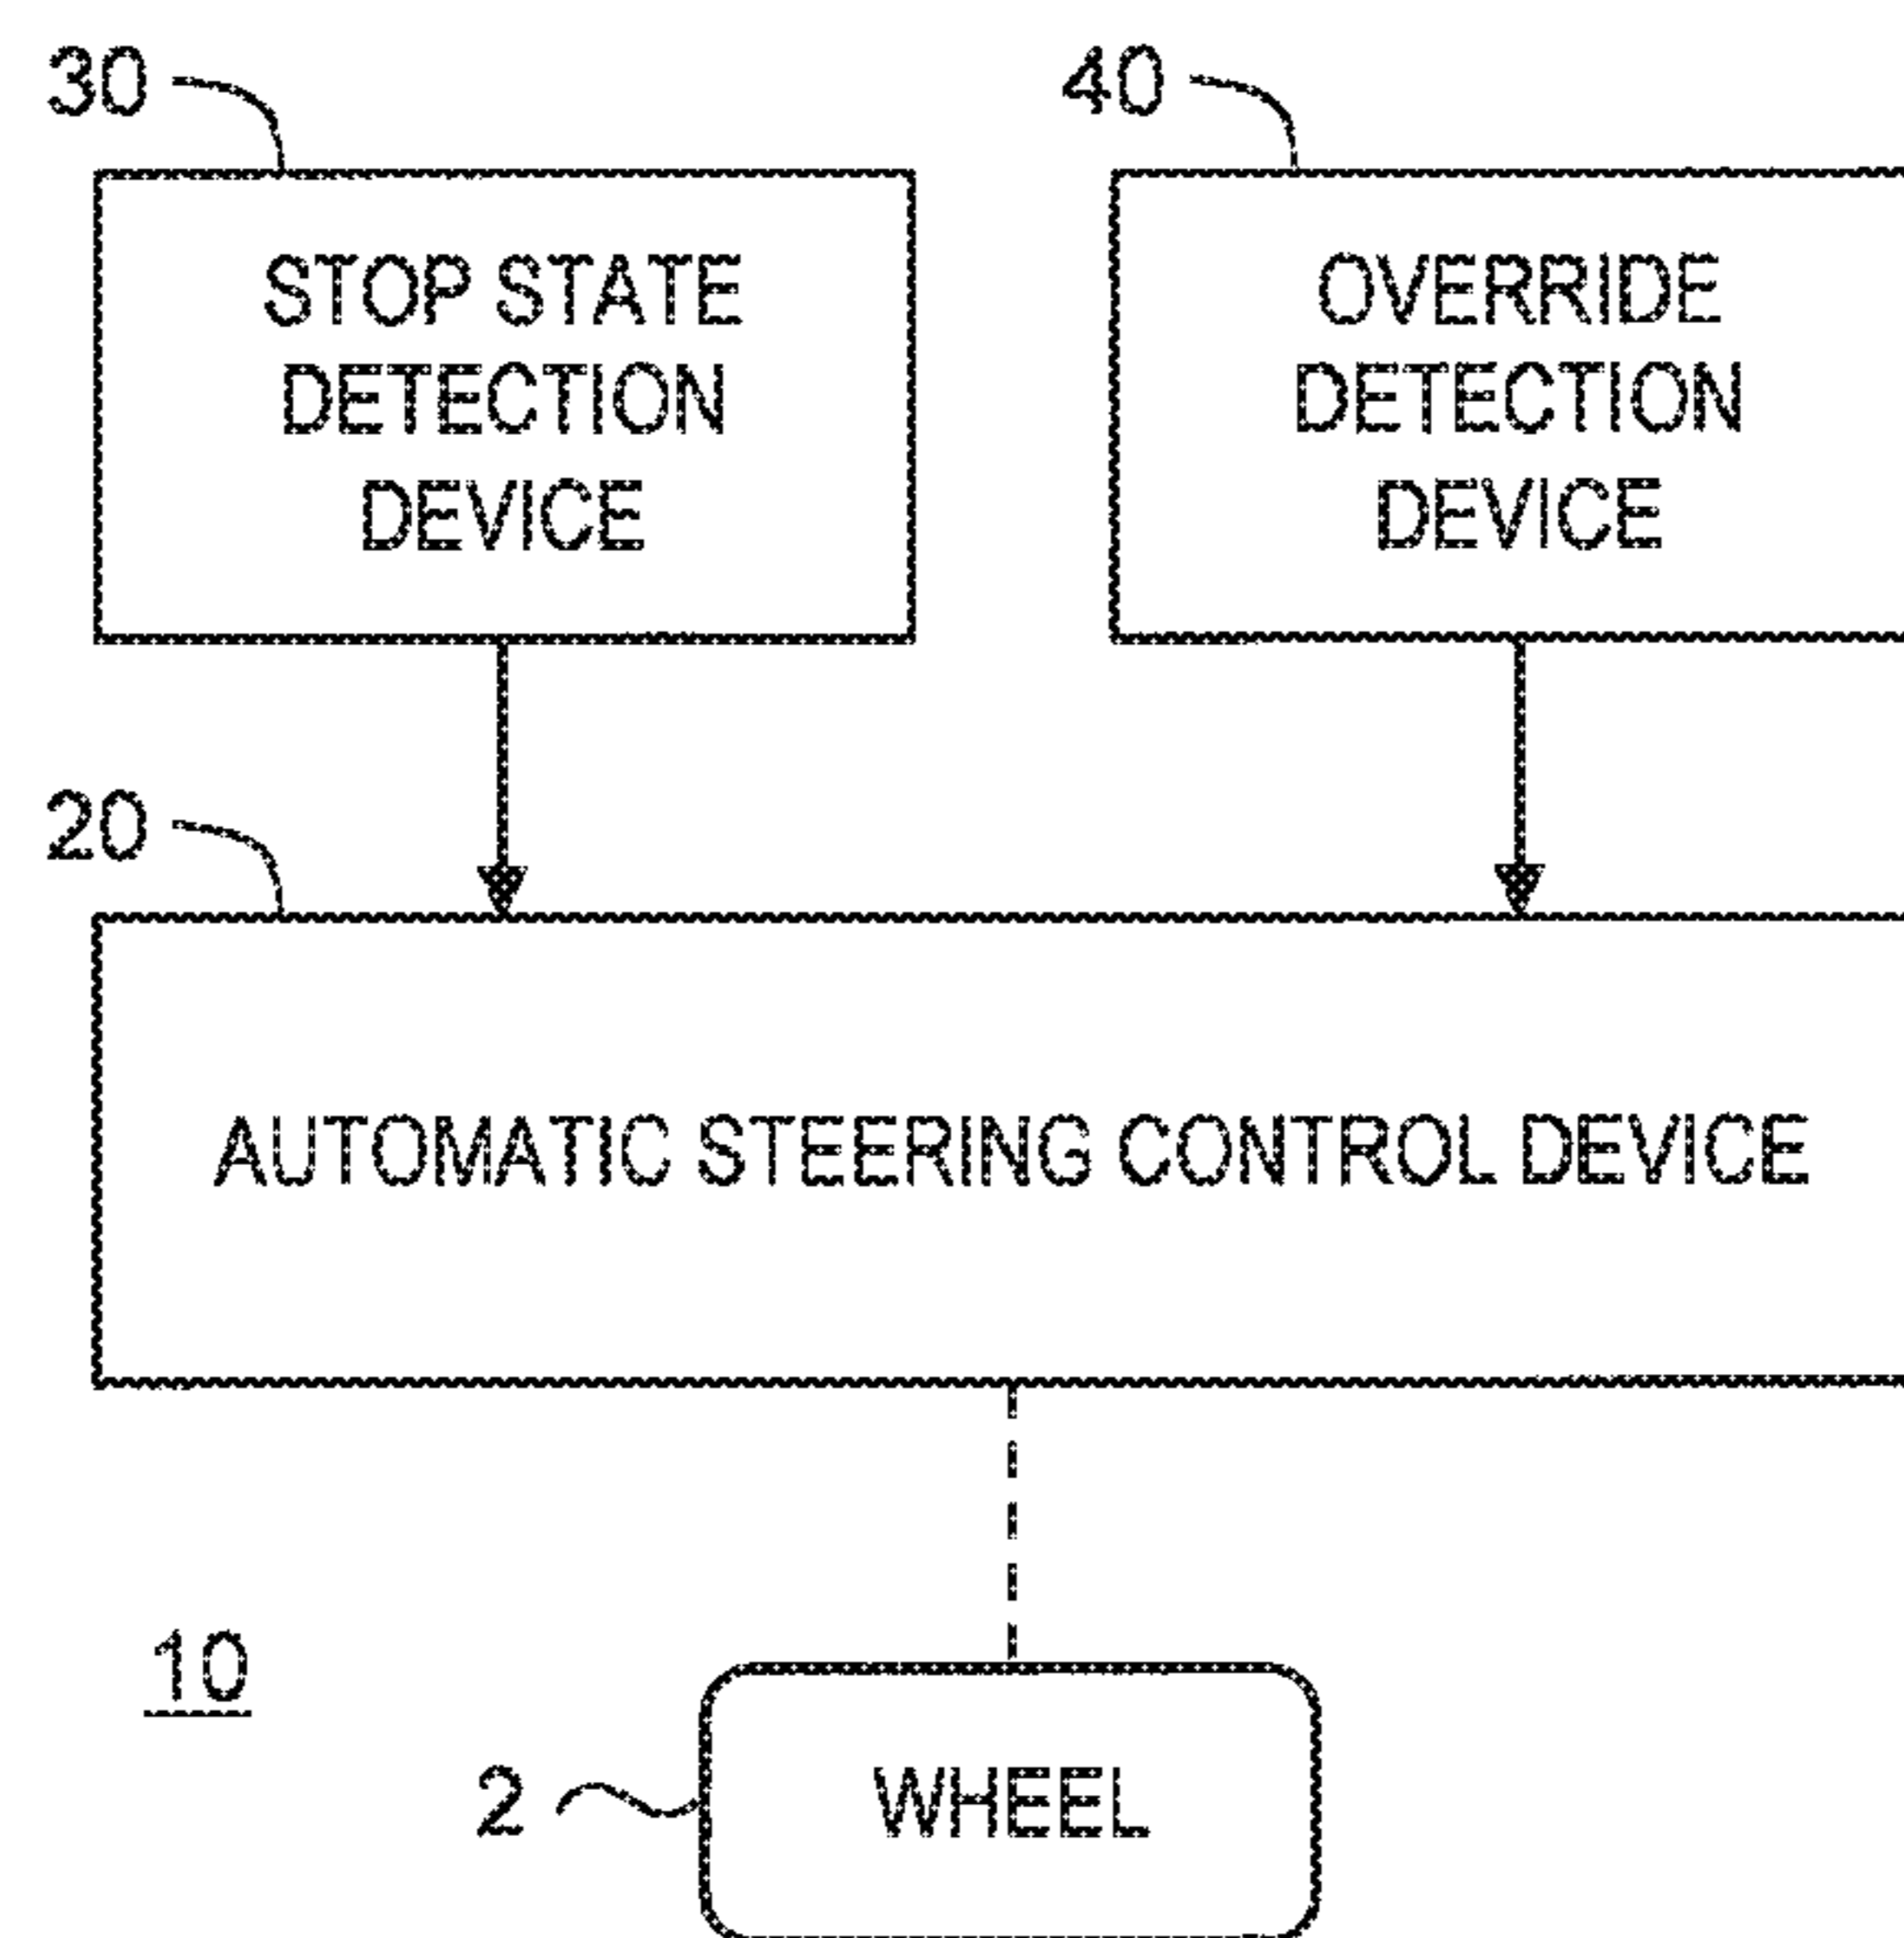 30
40
STOP STATE
DETECTION
DEVICE
OVERRIDE
DETECTION
DEVICE
20
AUTOMATIC STEERING CONTROL DEVICE
10
2
WHEEL